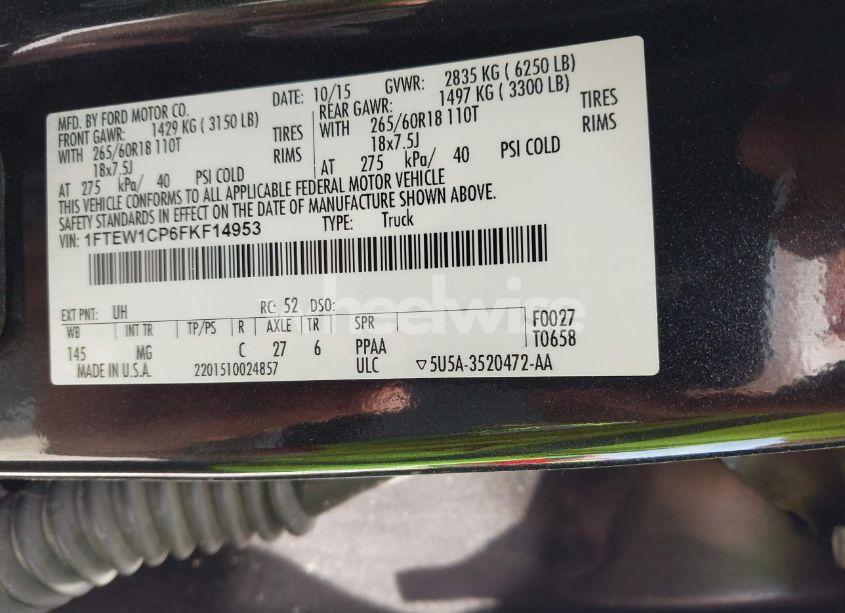 MFD. BY FORD MOTOR CO.
DATE: 10/15 GVWR: 2835 KG ( 6250 LB)
FRONT GAWR: 1429 KG ( 3150 LB)
WITH 265/60R18 110T TIRES
18x7.5J RIMS
AT 275 kPa/ 40 PSI COLD
REAR GAWR: 1497 KG ( 3300 LB)
WITH 265/60R18 110T TIRES
18x7.5J RIMS
AT 275 kPa/ 40 PSI COLD
THIS VEHICLE CONFORMS TO ALL APPLICABLE FEDERAL MOTOR VEHICLE
SAFETY STANDARDS IN EFFECT ON THE DATE OF MANUFACTURE SHOWN ABOVE.
VIN: 1FTEW1CP6FKF14953 TYPE: Truck
EXT PNT: UH RC: 52 DSO:
WB INT TR TP/PS R AXLE TR SPR
145 MG C 27 6 PPAA
ULC
F0027
T0658
MADE IN U.S.A. 2201510024857 ▽5U5A-3520472-AA
wheelwise